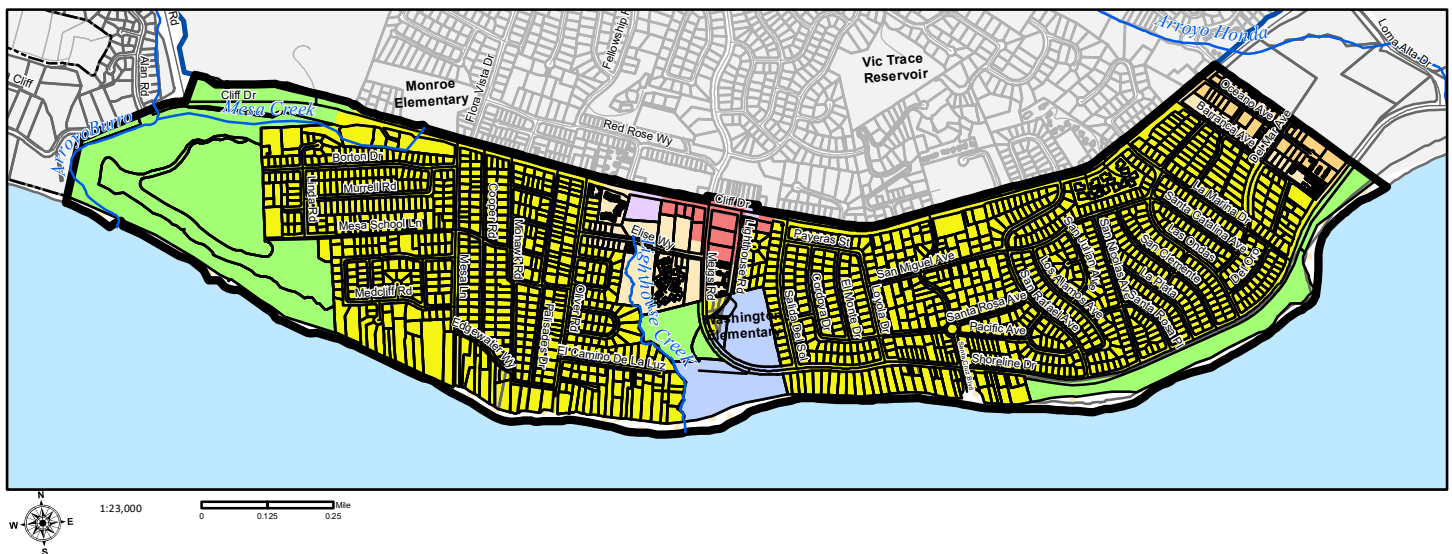 Rd
Alan Rd
Cliff
Cliff Dr
Mesa Creek
ArroyoBurro
Monroe
Elementary
Flora Vista Dr
Fellowship
Red Rose Wy
Vic Trace
Reservoir
Arroyo Honda
Loma Alta Dr
Oceano Ave
Barranca Ave
Del Mar Ave
Borton Dr
Linda Rd
Murrell Rd
Mesa School Ln
Medcliff Rd
Mesa Ln
Cooper Rd
Mohawk Rd
Edgewater Wy
Palisades Dr
Oliver Rd
El Camino De La Luz
Elise Wy
Lighthouse Creek
Cliff Dr
Meigs Rd
Lighthouse Rd
Washington
Elementary
Payeras St
Salida Del Sol
Cordova Dr
El Monte Dr
Loyola Dr
San Miguel Ave
Santa Rosa Ave
Pacific Ave
Shoreline Dr
San Rafael Ave
Los Alamos Ave
San Julian Ave
San Nicolas Ave
Santa Rosa Pl
La Plata
San Clemente
Las Ondas
Santa Catalina Ave
La Marina Dr
Del Oro
N
W
E
S
1:23,000
Mile
0
0.125
0.25